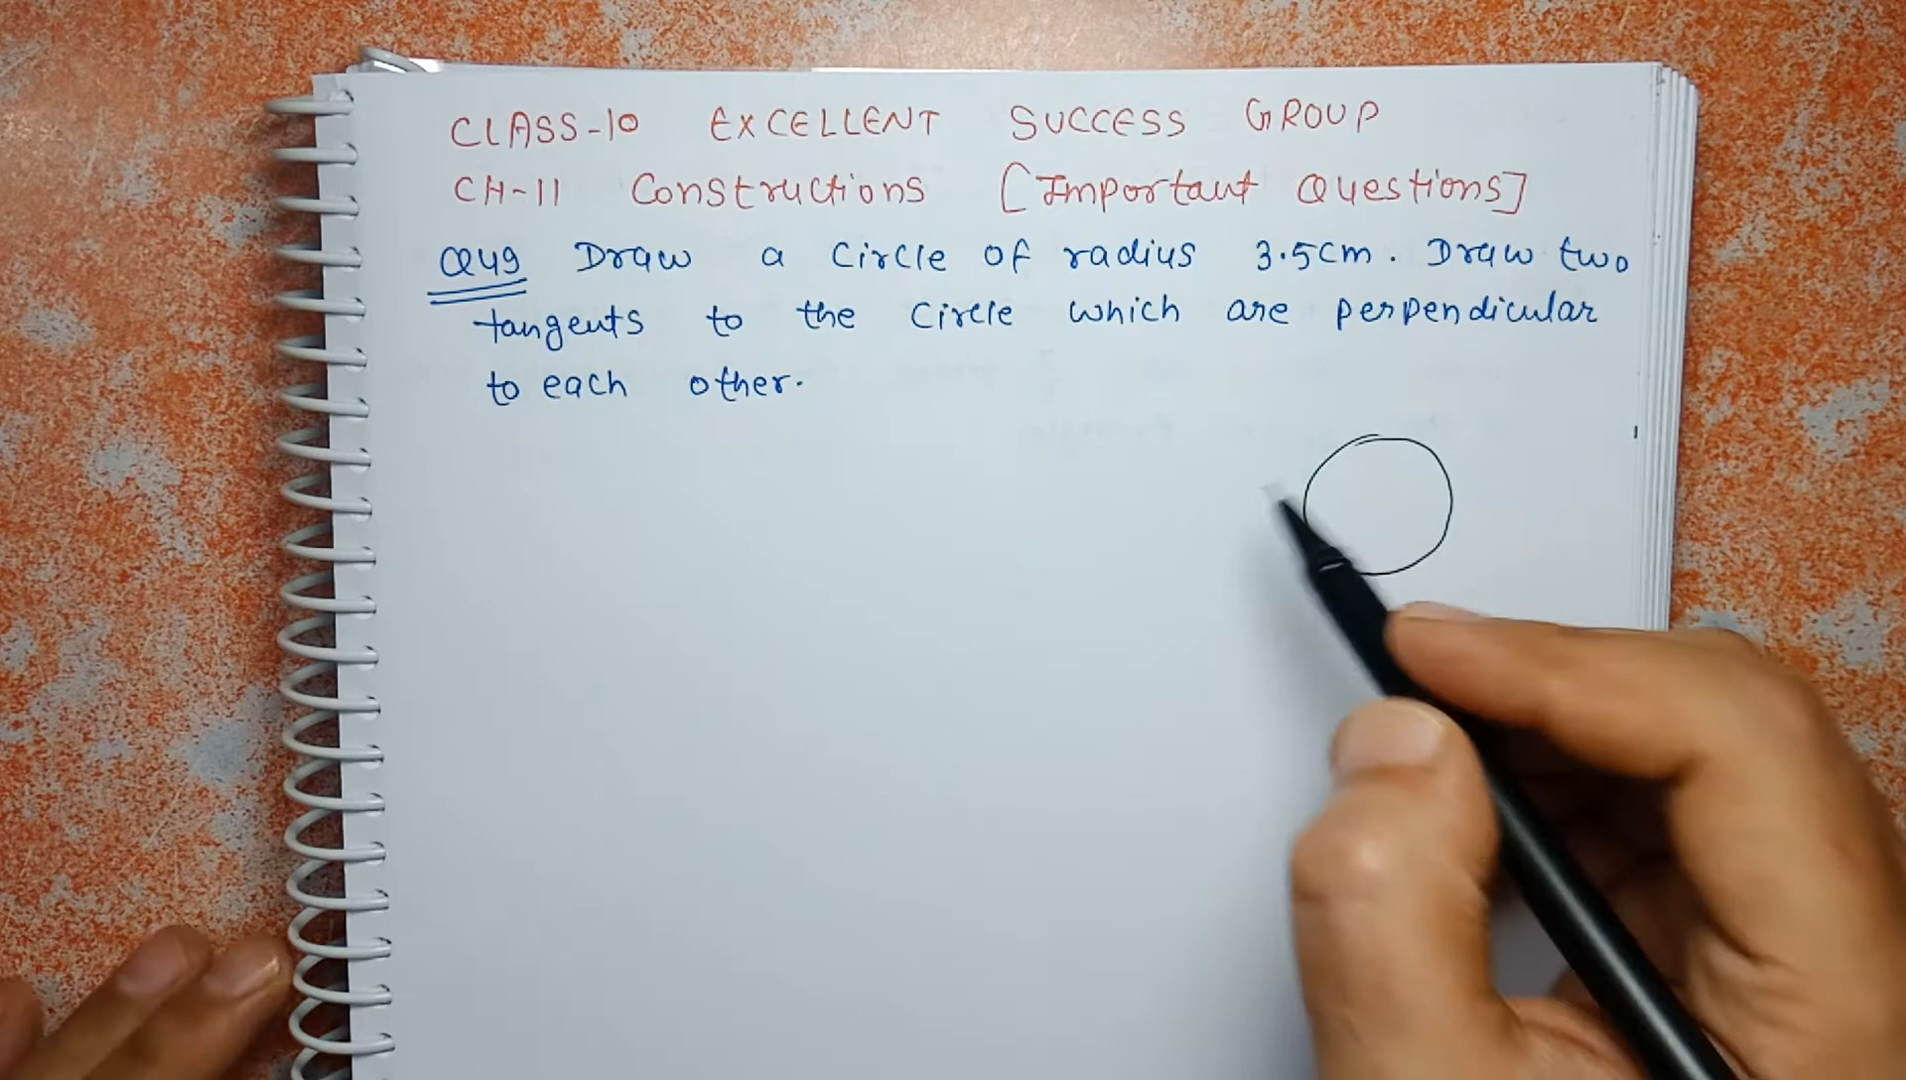 CLASS-10 EXCELLENT SUCCESS GROUP
CH-11 Constructions [Important Questions]
Q49 Draw a Circle of radius 3.5cm. Draw two
tangents to the Circle which are perpendicular
to each other.